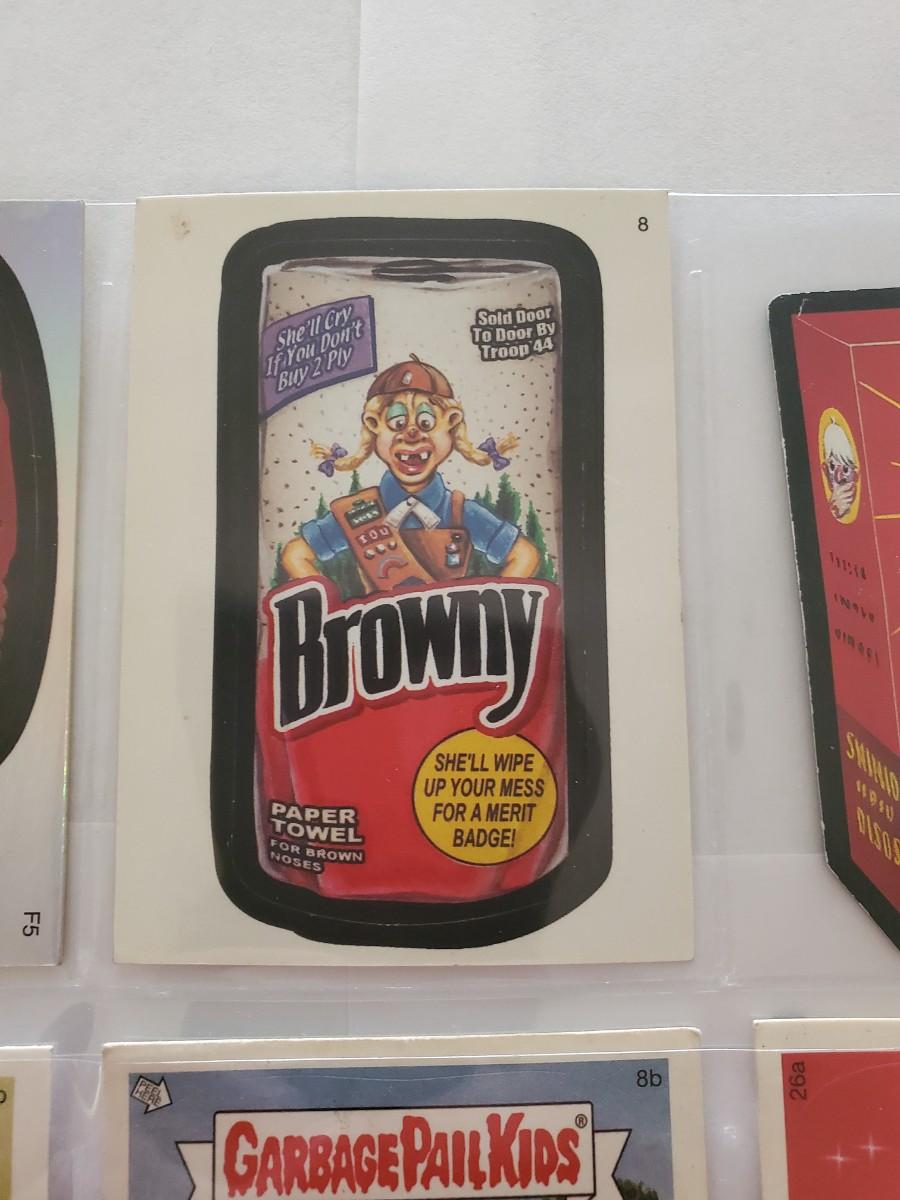 8
She'll Cry
If You Don't
Buy 2 Ply
Sold Door
To Door By
Troop 44
I.O.U
Browny
SHE'LL WIPE
UP YOUR MESS
FOR A MERIT
BADGE!
PAPER
TOWEL
FOR BROWN
NOSES
F5
PEEL
HERE
8b
GARBAGE PAIL KIDS®
26a